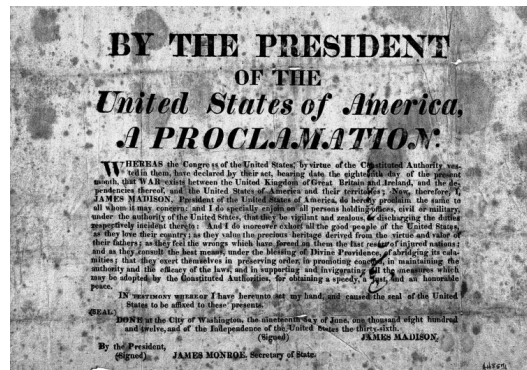 BY THE PRESIDENT
OF THE
United States of America,
A PROCLAMATION:
WHEREAS the Congress of the United States, by virtue of the Constituted Authority ves-
ted in them, have declared by their act, bearing date the eighteenth day of the present
month, that WAR exists between the United Kingdom of Great Britain and Ireland, and the de-
pendencies thereof, and the United States of America and their territories; Now, therefore, I,
JAMES MADISON, President of the United States of America, do hereby proclaim the same to
all whom it may concern; and I do specially enjoin on all persons holding offices, civil or military,
under the authority of the United States, that they be vigilant and zealous, in discharging the duties
respectively incident thereto: And I do moreover exhort all the good people of the United States,
as they love their country; as they value the precious heritage derived from the virtue and valor of
their fathers; as they feel the wrongs which have forced on them the last resort of injured nations;
and as they consult the best means, under the blessing of Divine Providence, of abridging its cala-
mities; that they exert themselves in preserving order, in promoting concord, in maintaining the
authority and the efficacy of the laws, and in supporting and invigorating all the measures which
may be adopted by the Constituted Authorities, for obtaining a speedy, a just, and an honorable
peace.
IN TESTIMONY WHEREOF I have hereunto set my hand, and caused the seal of the United
States to be affixed to these presents.
(SEAL.)
DONE at the City of Washington, the nineteenth day of June, one thousand eight hundred
and twelve, and of the Independence of the United States the thirty-sixth.
(Signed) JAMES MADISON,
By the President,
(Signed) JAMES MONROE, Secretary of State.